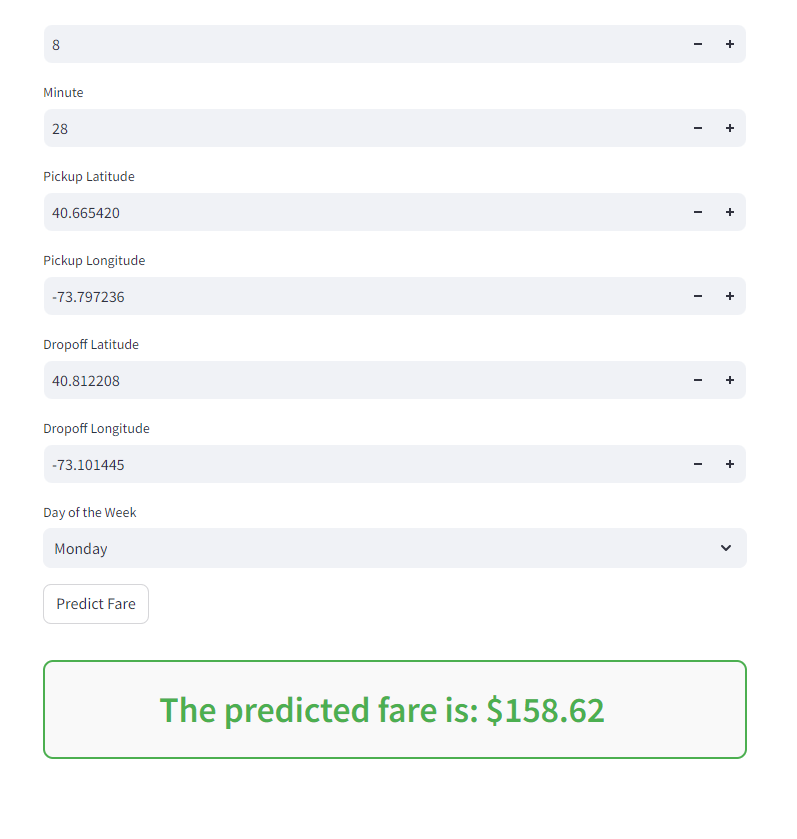 8
Minute
28
Pickup Latitude
40.665420
Pickup Longitude
-73.797236
Dropoff Latitude
40.812208
Dropoff Longitude
-73.101445
Day of the Week
Monday
Predict Fare
The predicted fare is: $158.62